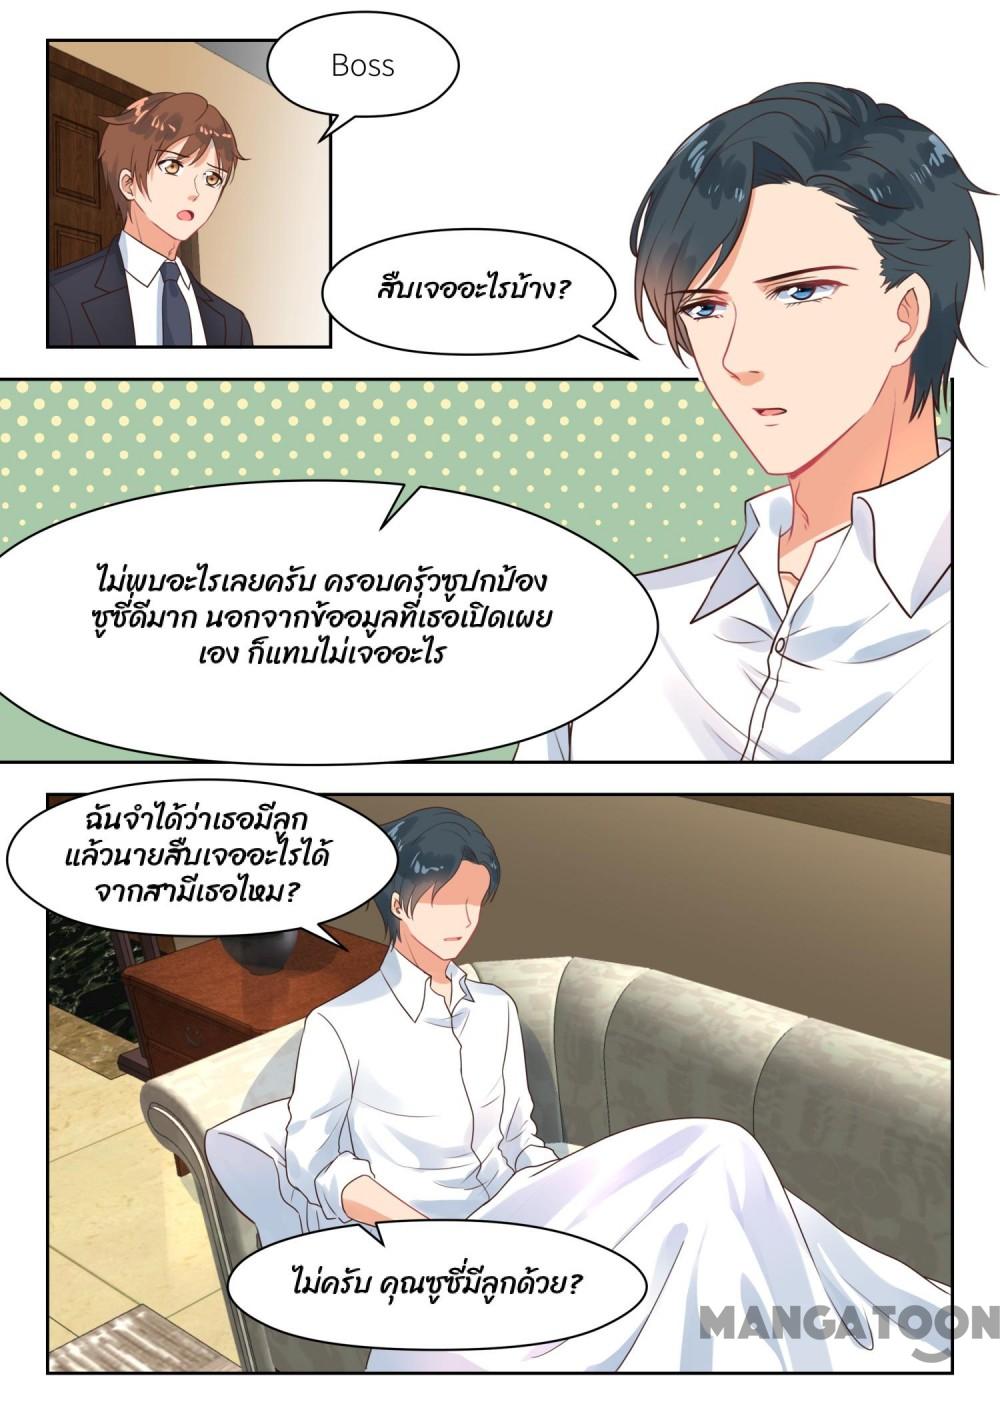 Boss
สืบเจออะไรบ้าง?
ไม่พบอะไรเลยครับ ครอบครัวซูปกป้อง
ซูซี่ดีมาก นอกจากข้ออมูลที่เธอเปิดเผย
เอง ก็แทบไม่เจออะไร
ฉันจำได้ว่าเธอมีลูก
แล้วนายสืบเจออะไรได้
จากสามีเธอไหม?
ไม่ครับ คุณซูซี่มีลูกด้วย?
MANGATOON